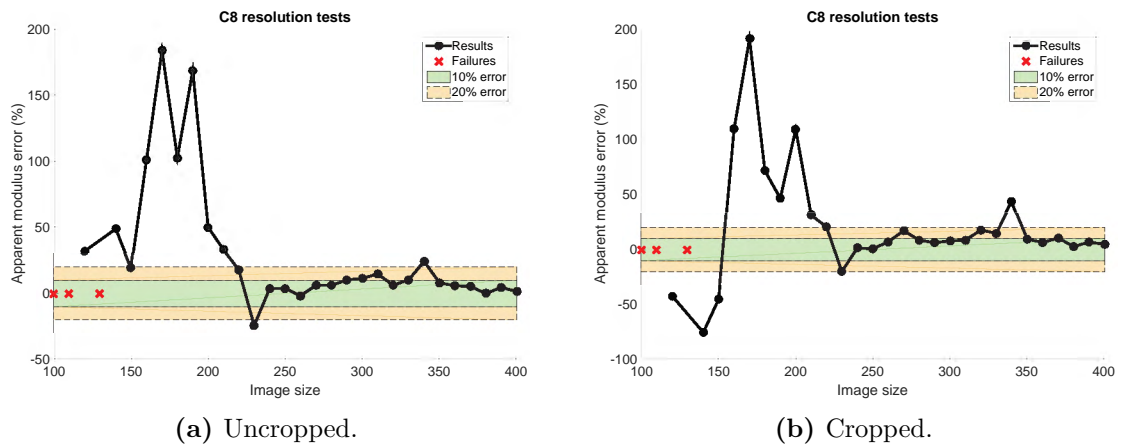 C8 resolution tests
200
150
100
50
0
-50
Apparent modulus error (%)
Results
Failures
10% error
20% error
100 150 200 250 300 350 400
Image size
(a) Uncropped.
C8 resolution tests
200
150
100
50
0
-50
-100
Apparent modulus error (%)
Results
Failures
10% error
20% error
100 150 200 250 300 350 400
Image size
(b) Cropped.